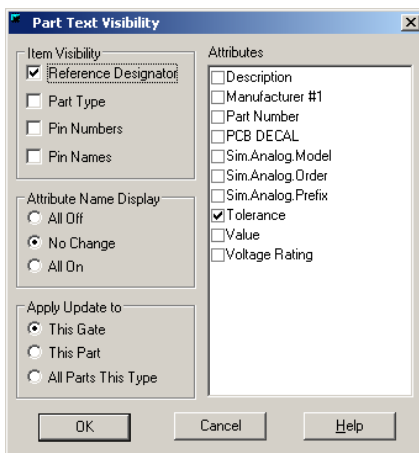 Part Text Visibility
Item Visibility
Reference Designator
Part Type
Pin Numbers
Pin Names
Attribute Name Display
All Off
No Change
All On
Apply Update to
This Gate
This Part
All Parts This Type
Attributes
Description
Manufacturer #1
Part Number
PCB DECAL
Sim.Analog.Model
Sim.Analog.Order
Sim.Analog.Prefix
Tolerance
Value
Voltage Rating
OK
Cancel
Help